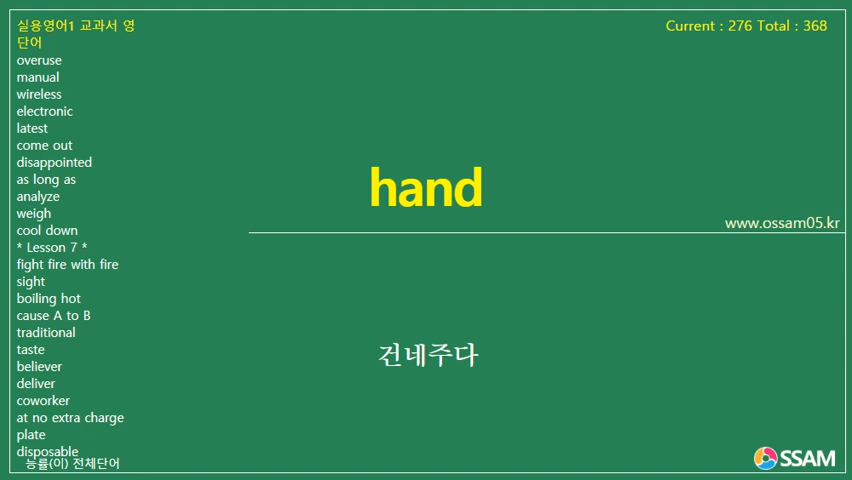 실용영어1 교과서 영
단어
overuse
manual
wireless
electronic
latest
come out
disappointed
as long as
analyze
weigh
cool down
* Lesson 7 *
fight fire with fire
sight
boiling hot
cause A to B
traditional
taste
believer
deliver
coworker
at no extra charge
plate
disposable
능률(이) 전체단어
Current : 276 Total : 368
hand
www.ossam05.kr
건네주다
OSSAM